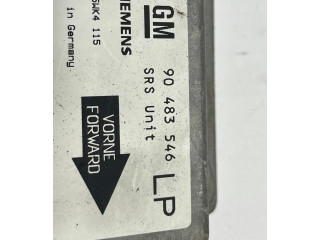 GM
SIEMENS
5WK4 115
in Germany.
90 483 546
SRS Unit
LP
VORNE
FORWARD